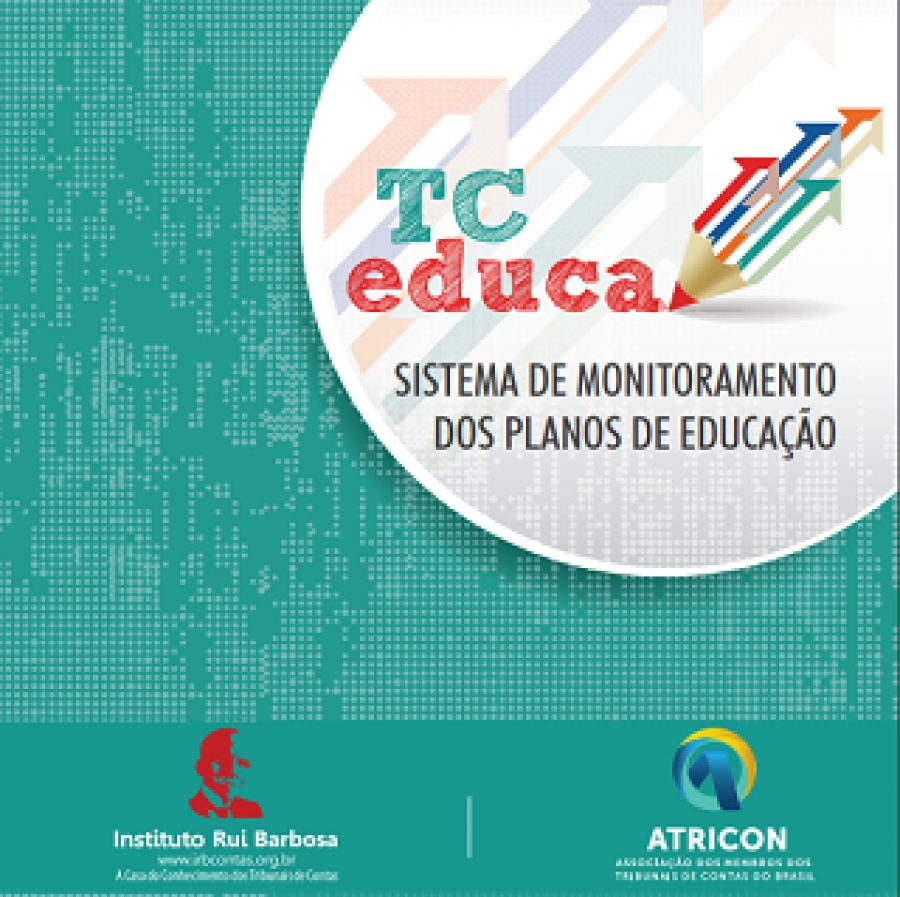 TC
educa
SISTEMA DE MONITORAMENTO
DOS PLANOS DE EDUCAÇÃO
Instituto Rui Barbosa
www.irbcontas.org.br
A Casa do Conhecimento dos Tribunais de Contas
ATRICON
ASSOCIAÇÃO DOS MEMBROS DOS
TRIBUNAIS DE CONTAS DO BRASIL